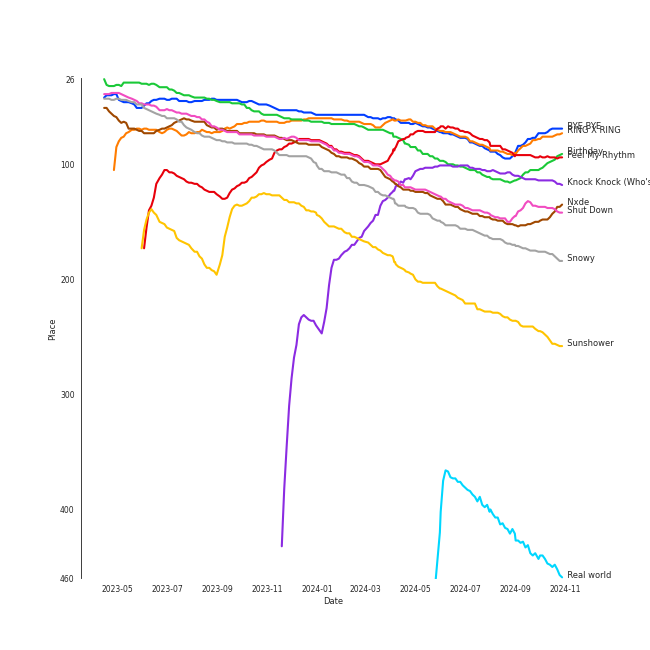 26
100
200
300
400
460
Place
2023-05
2023-07
2023-09
2023-11
2024-01
2024-03
2024-05
2024-07
2024-09
2024-11
Date
BYE BYE
RING X RING
Birthday
Feel My Rhythm
Knock Knock (Who's
Nxde
Shut Down
Snowy
Sunshower
Real world